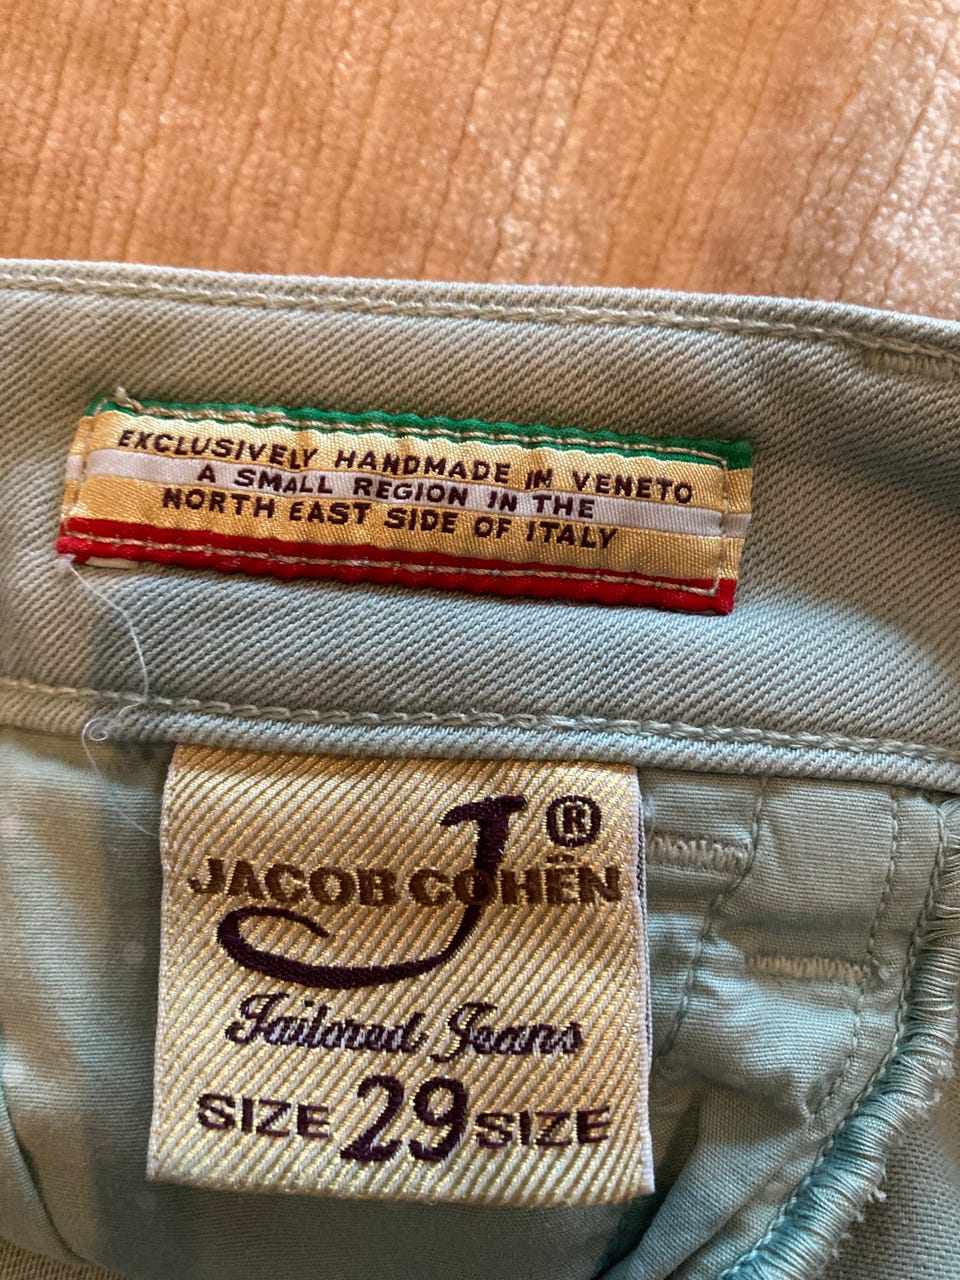 EXCLUSIVELY HANDMADE IN VENETO
A SMALL REGION IN THE
NORTH EAST SIDE OF ITALY
J®
JACOB COHËN
Tailored Jeans
SIZE 29 SIZE